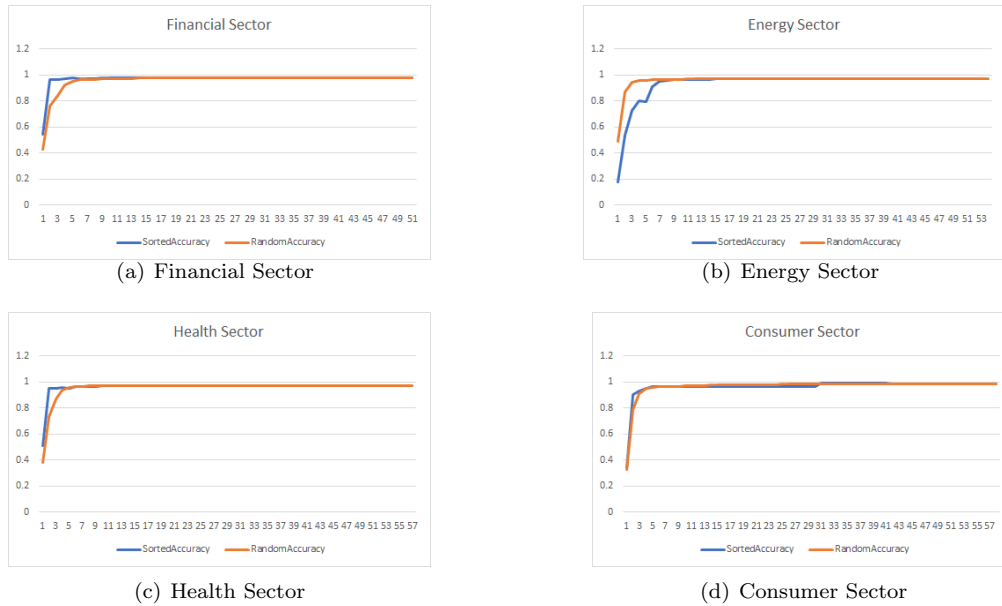 Financial Sector
1.2
1
0.8
0.6
0.4
0.2
0
1 3 5 7 9 11 13 15 17 19 21 23 25 27 29 31 33 35 37 39 41 43 45 47 49 51
SortedAccuracy RandomAccuracy
(a) Financial Sector
Energy Sector
1.2
1
0.8
0.6
0.4
0.2
0
1 3 5 7 9 11 13 15 17 19 21 23 25 27 29 31 33 35 37 39 41 43 45 47 49 51 53
SortedAccuracy RandomAccuracy
(b) Energy Sector
Health Sector
1.2
1
0.8
0.6
0.4
0.2
0
1 3 5 7 9 11 13 15 17 19 21 23 25 27 29 31 33 35 37 39 41 43 45 47 49 51 53 55 57
SortedAccuracy RandomAccuracy
(c) Health Sector
Consumer Sector
1.2
1
0.8
0.6
0.4
0.2
0
1 3 5 7 9 11 13 15 17 19 21 23 25 27 29 31 33 35 37 39 41 43 45 47 49 51 53 55 57
SortedAccuracy RandomAccuracy
(d) Consumer Sector